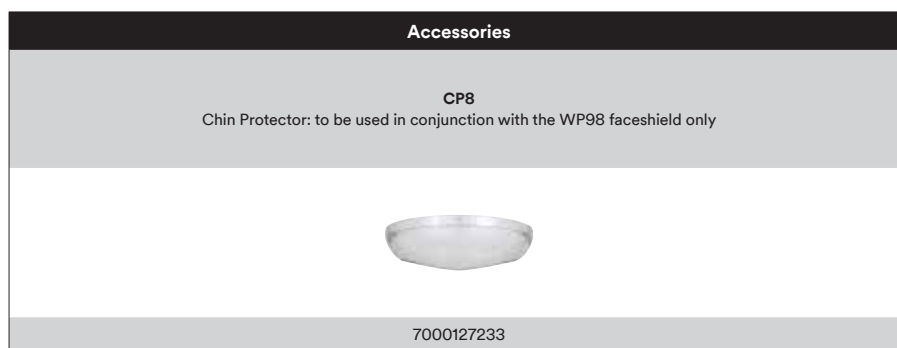 Accessories
CP8
Chin Protector: to be used in conjunction with the WP98 faceshield only
7000127233